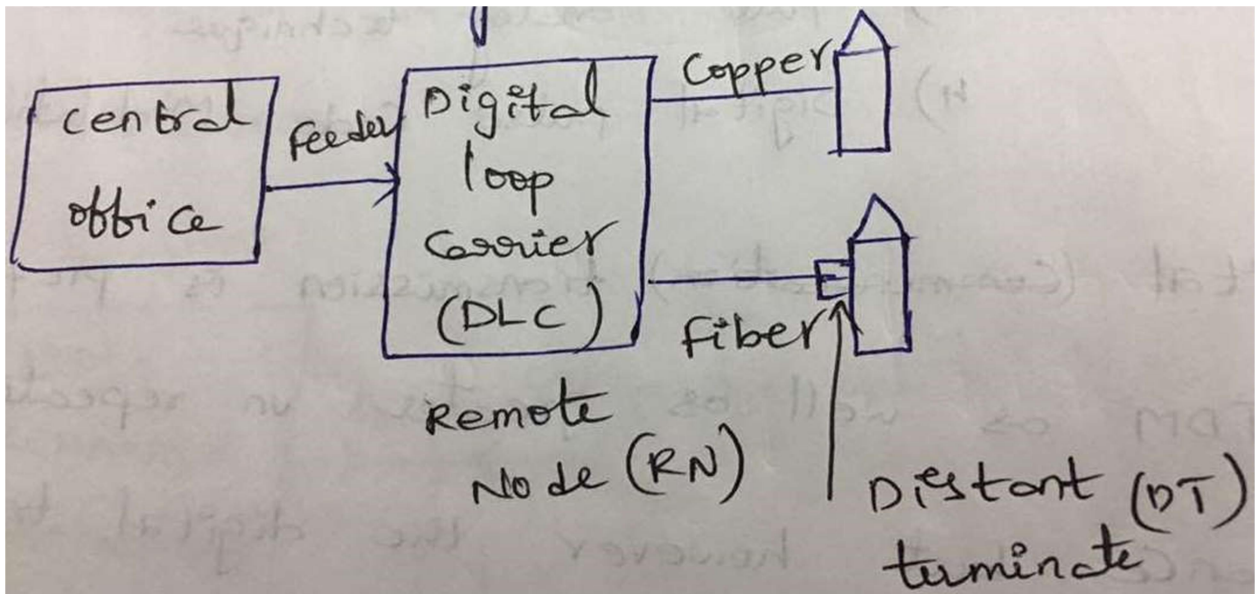 Central
office
Feeder
Digital
loop
Carrier
(DLC)
Copper
Fiber
Remote
Node (RN)
Distant (DT)
terminate